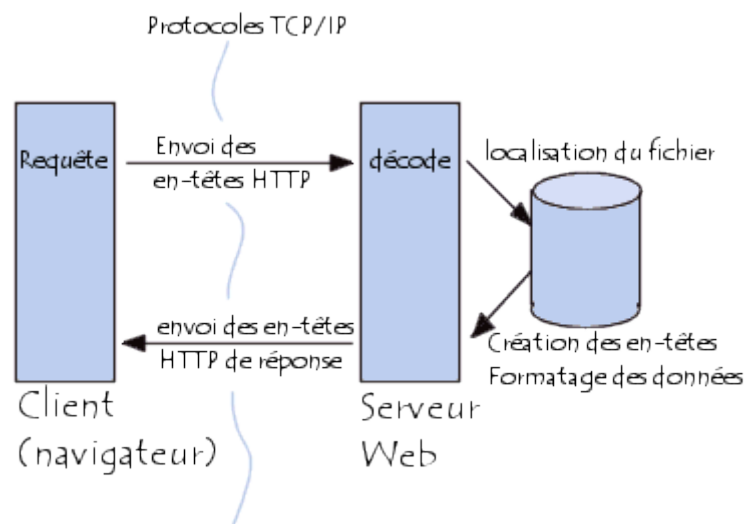 Protocoles TCP/IP
Requête
Envoi des
en-têtes HTTP
décode
localisation du fichier
envoi des en-têtes
HTTP de réponse
Création des en-têtes
Formatage des données
Client
(navigateur)
Serveur
Web